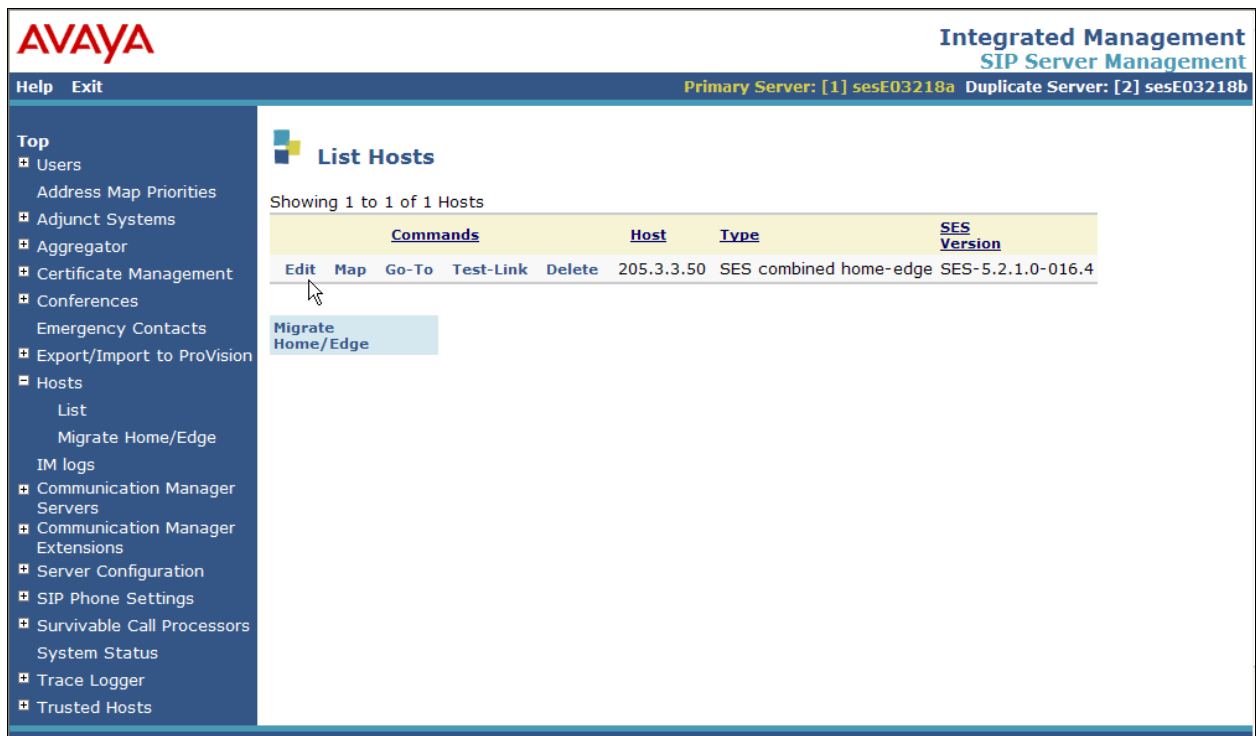 AVAYA
Integrated Management
SIP Server Management
Help Exit
Primary Server: [1] sesE03218a Duplicate Server: [2] sesE03218b
Top
Users
Address Map Priorities
Adjunct Systems
Aggregator
Certificate Management
Conferences
Emergency Contacts
Export/Import to ProVision
Hosts
List
Migrate Home/Edge
IM logs
Communication Manager
Servers
Communication Manager
Extensions
Server Configuration
SIP Phone Settings
Survivable Call Processors
System Status
Trace Logger
Trusted Hosts
List Hosts
Showing 1 to 1 of 1 Hosts
Commands Host Type SES
Version
Edit Map Go-To Test-Link Delete 205.3.3.50 SES combined home-edge SES-5.2.1.0-016.4
Migrate
Home/Edge